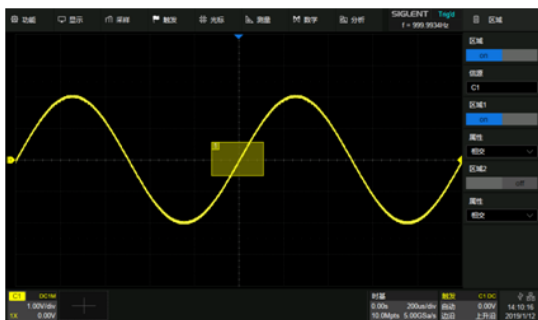 功能 显示 采样 触发 光标 测量 M 数学 分析 SIGLENT Trig'd 区域
f = 999.9934Hz
区域
on
信源
C1
区域1
on
属性
相交
区域2
off
属性
相交
1
C1 DC1M
1.00V/div
1X 0.00V
时基
0.00s 200us/div
10.0Mpts 5.00GSa/s
触发 C1 DC
自动 0.00V
边沿 上升沿
14:10:16
2019/1/12